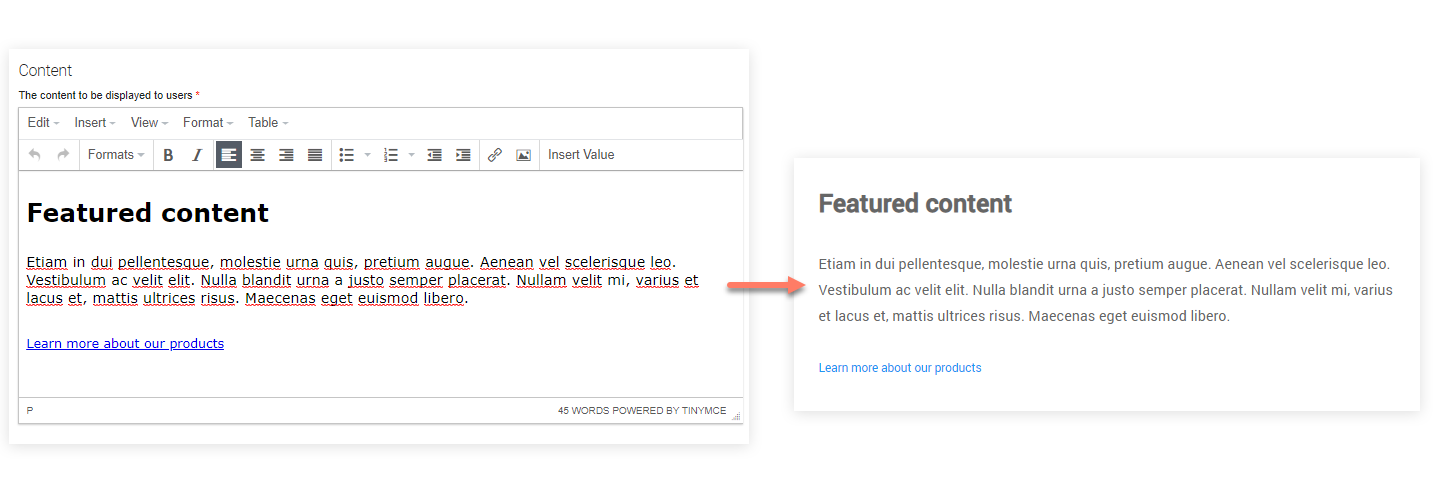 Content
The content to be displayed to users *
Edit Insert View Format Table
Formats B I Insert Value
Featured content
Etiam in dui pellentesque, molestie urna quis, pretium augue. Aenean vel scelerisque leo.
Vestibulum ac velit elit. Nulla blandit urna a justo semper placerat. Nullam velit mi, varius et
lacus et, mattis ultrices risus. Maecenas eget euismod libero.
Learn more about our products
P 45 WORDS POWERED BY TINYMCE
Featured content
Etiam in dui pellentesque, molestie urna quis, pretium augue. Aenean vel scelerisque leo.
Vestibulum ac velit elit. Nulla blandit urna a justo semper placerat. Nullam velit mi, varius
et lacus et, mattis ultrices risus. Maecenas eget euismod libero.
Learn more about our products